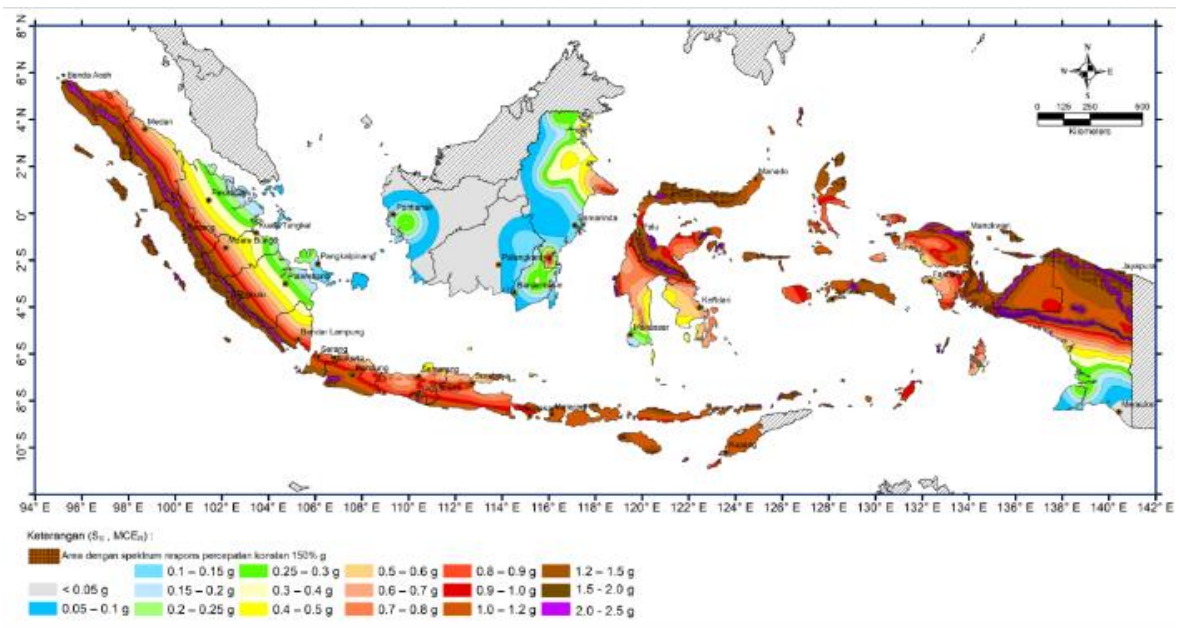 N
W E
S
0 125 250 500
Kilometers
8° N
6° N
4° N
2° N
0°
2° S
4° S
6° S
8° S
10° S
Banda Aceh
Medan
Manado
Pontianak
Samarinda
Kuala Tungkal
Palu
Manokwari
Padang
Muara Bungo
Pangkalpinang
Palangkaraya
Jayapura
Palembang
Bengkulu
Banjarmasin
Kendari
Bandar Lampung
Makassar
Serang
Bandung
Semarang
Surabaya
Merauke
Kupang
94° E 96° E 98° E 100° E 102° E 104° E 106° E 108° E 110° E 112° E 114° E 116° E 118° E 120° E 122° E 124° E 126° E 128° E 130° E 132° E 134° E 136° E 138° E 140° E 142° E
Keterangan (S_S , MCE_R) :
Area dengan spektrum respons percepatan konstan 150% g
0.1 – 0.15 g 0.25 – 0.3 g 0.5 – 0.6 g 0.8 – 0.9 g 1.2 – 1.5 g
< 0.05 g 0.15 – 0.2 g 0.3 – 0.4 g 0.6 – 0.7 g 0.9 – 1.0 g 1.5 - 2.0 g
0.05 – 0.1 g 0.2 – 0.25 g 0.4 – 0.5 g 0.7 – 0.8 g 1.0 – 1.2 g 2.0 - 2.5 g